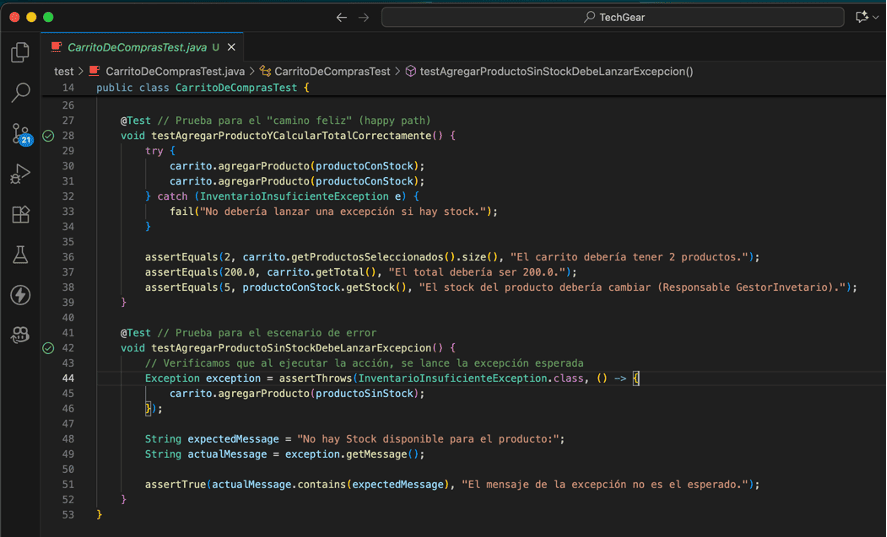 TechGear
CarritoDeComprasTest.java U
test > CarritoDeComprasTest.java > CarritoDeComprasTest > testAgregarProductoSinStockDebeLanzarExcepcion()
14 public class CarritoDeComprasTest {
26
27 @Test // Prueba para el "camino feliz" (happy path)
28 void testAgregarProductoYCalcularTotalCorrectamente() {
29 try {
30 carrito.agregarProducto(productoConStock);
31 carrito.agregarProducto(productoConStock);
32 } catch (InventarioInsuficienteException e) {
33 fail("No debería lanzar una excepción si hay stock.");
34 }
35
36 assertEquals(2, carrito.getProductosSeleccionados().size(), "El carrito debería tener 2 productos.");
37 assertEquals(200.0, carrito.getTotal(), "El total debería ser 200.0.");
38 assertEquals(5, productoConStock.getStock(), "El stock del producto debería cambiar (Responsable GestorInvetario).");
39 }
40
41 @Test // Prueba para el escenario de error
42 void testAgregarProductoSinStockDebeLanzarExcepcion() {
43 // Verificamos que al ejecutar la acción, se lance la excepción esperada
44 Exception exception = assertThrows(InventarioInsuficienteException.class, () -> {
45 carrito.agregarProducto(productoSinStock);
46 });
47
48 String expectedMessage = "No hay Stock disponible para el producto:";
49 String actualMessage = exception.getMessage();
50
51 assertTrue(actualMessage.contains(expectedMessage), "El mensaje de la excepción no es el esperado.");
52 }
53 }
21